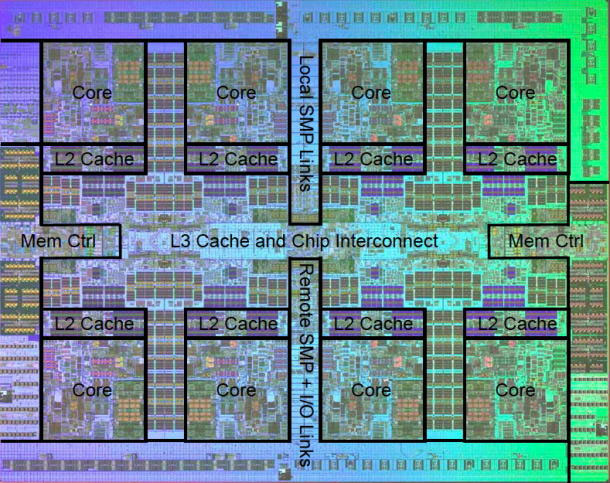 Core
Core
Core
Core
Local SMP Links
L2 Cache
L2 Cache
L2 Cache
L2 Cache
Mem Ctrl
L3 Cache and Chip Interconnect
Mem Ctrl
L2 Cache
L2 Cache
L2 Cache
L2 Cache
Remote SMP + I/O Links
Core
Core
Core
Core